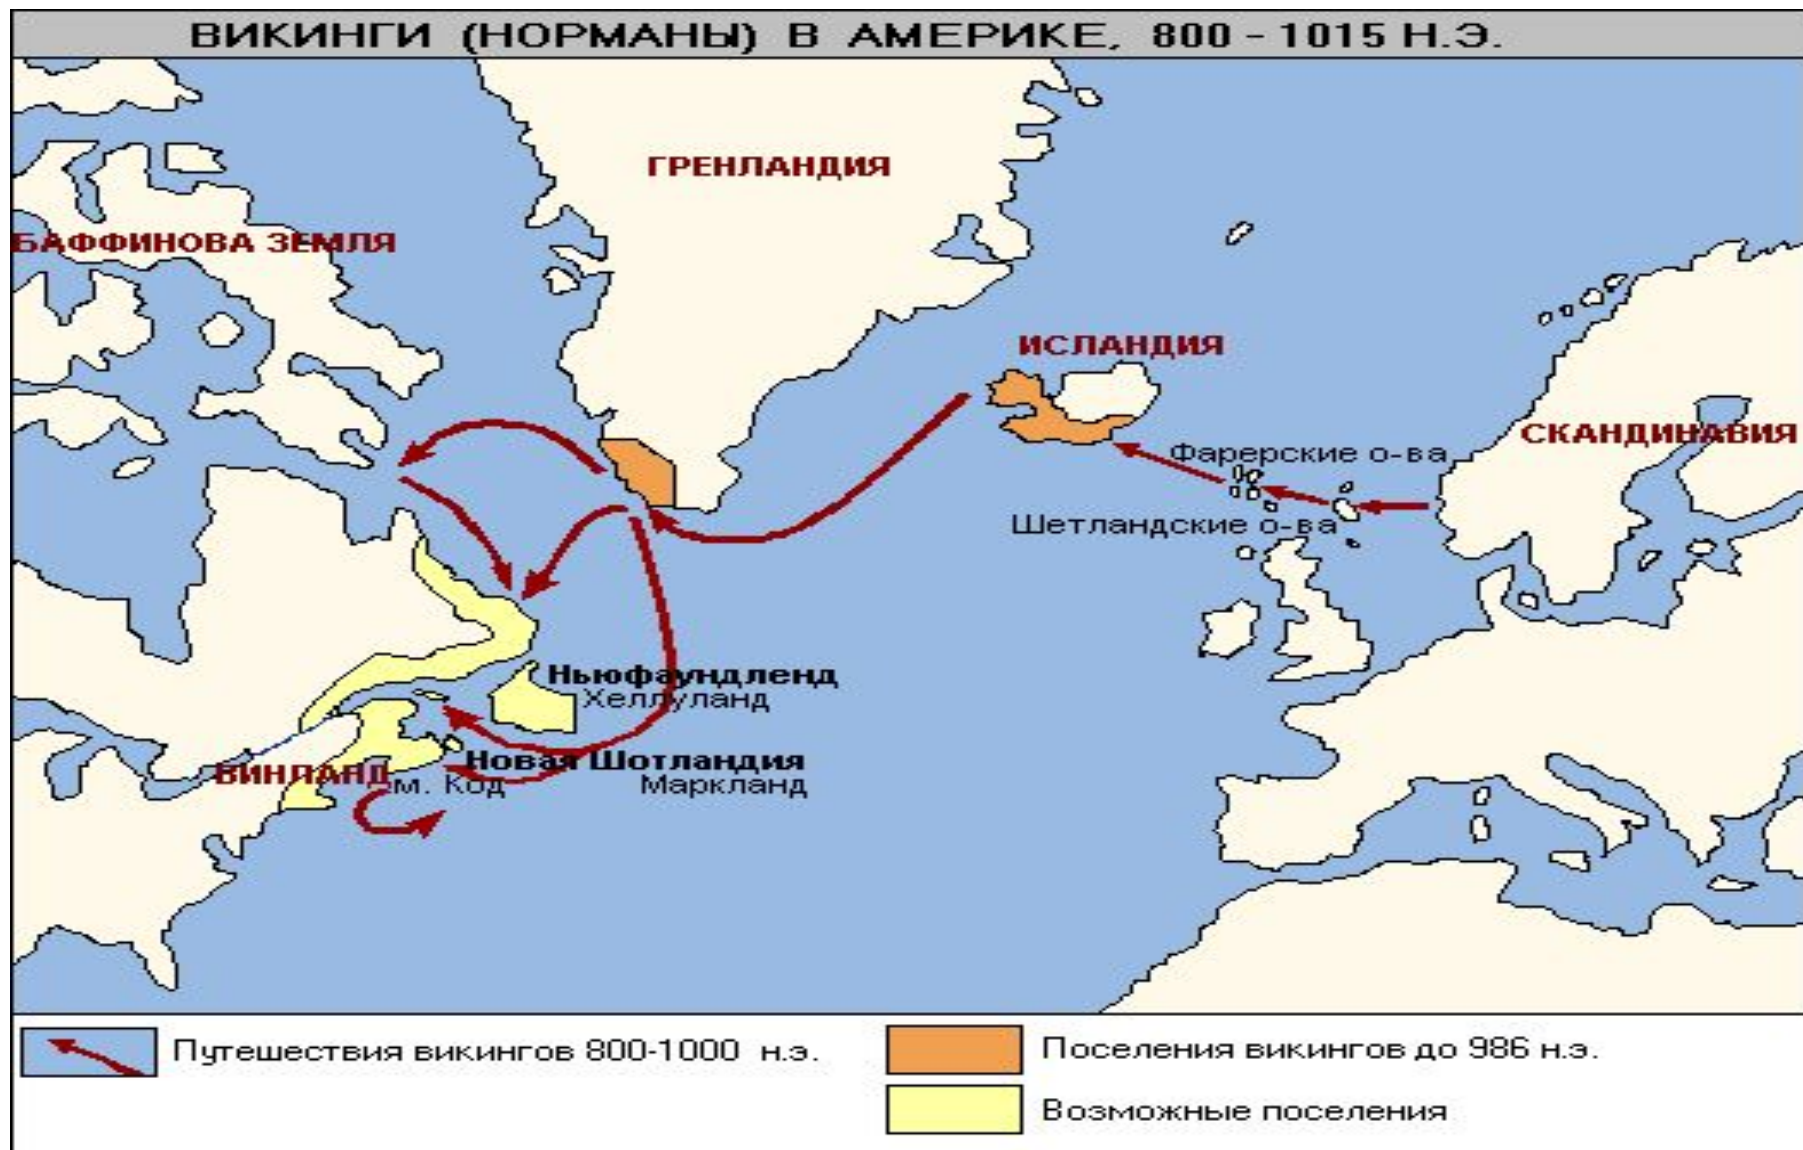 ВИКИНГИ (НОРМАНЫ) В АМЕРИКЕ, 800 - 1015 Н.Э.
ГРЕНЛАНДИЯ
БАФФИНОВА ЗЕМЛЯ
ИСЛАНДИЯ
СКАНДИНАВИЯ
Фарерские о-ва
Шетландские о-ва
Ньюфаундленд
Хеллуланд
Новая Шотландия
ВИНЛАНД
м. Код
Маркланд
Путешествия викингов 800-1000 н.э.
Поселения викингов до 986 н.э.
Возможные поселения